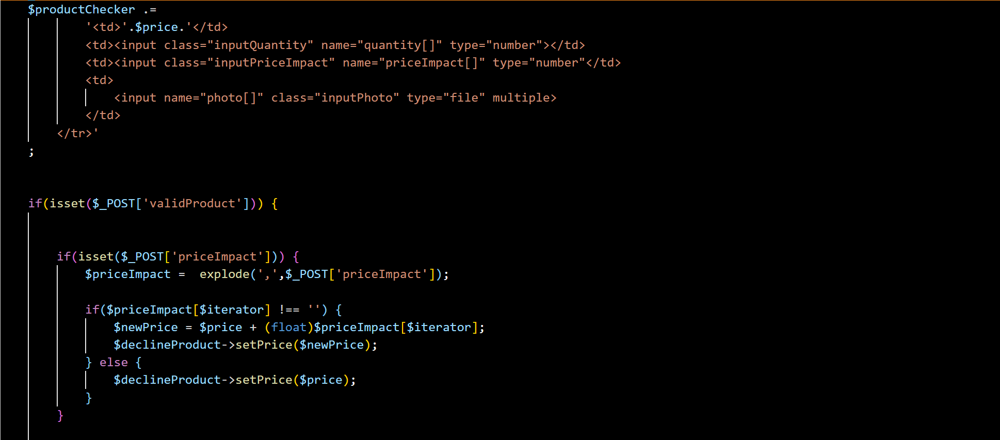 $productChecker .=
'<td>'.$price.'</td>
<td><input class="inputQuantity" name="quantity[]" type="number"></td>
<td><input class="inputPriceImpact" name="priceImpact[]" type="number"</td>
<td>
<input name="photo[]" class="inputPhoto" type="file" multiple>
</td>
</tr>'
;
if(isset($_POST['validProduct'])) {
if(isset($_POST['priceImpact'])) {
$priceImpact =  explode(',',$_POST['priceImpact']);
if($priceImpact[$iterator] !== '') {
$newPrice = $price + (float)$priceImpact[$iterator];
$declineProduct->setPrice($newPrice);
} else {
$declineProduct->setPrice($price);
}
}